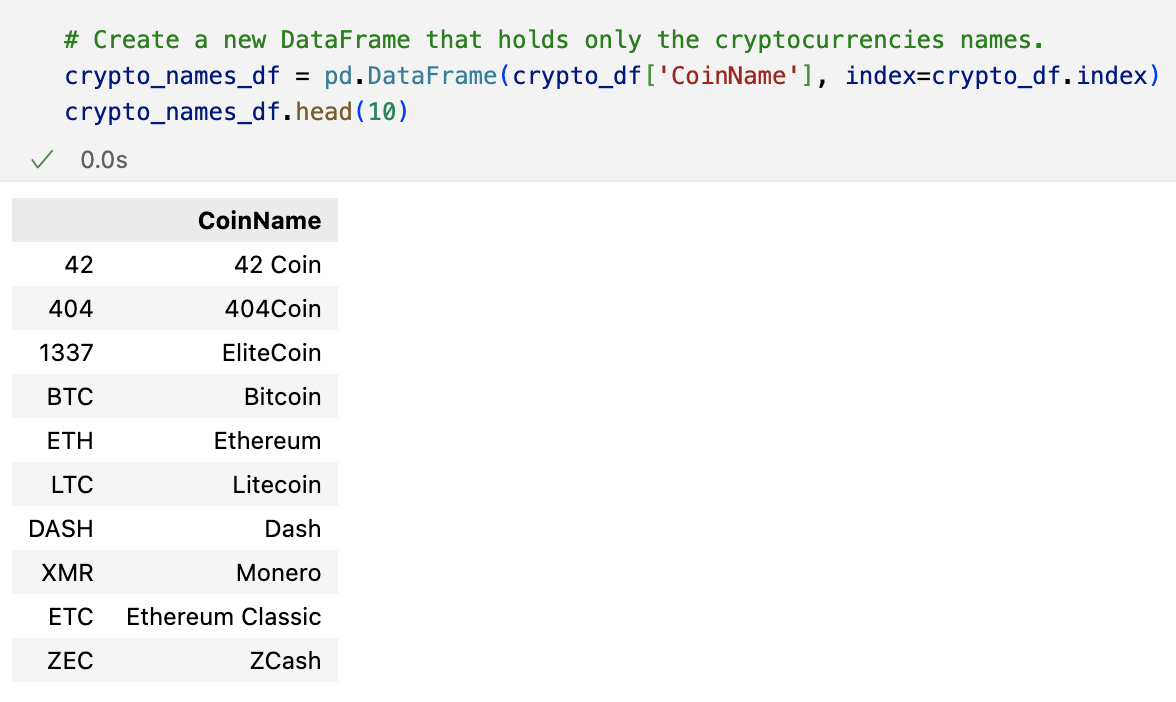 # Create a new DataFrame that holds only the cryptocurrencies names.
crypto_names_df = pd.DataFrame(crypto_df['CoinName'], index=crypto_df.index)
crypto_names_df.head(10)
0.0s
CoinName
42 42 Coin
404 404Coin
1337 EliteCoin
BTC Bitcoin
ETH Ethereum
LTC Litecoin
DASH Dash
XMR Monero
ETC Ethereum Classic
ZEC ZCash